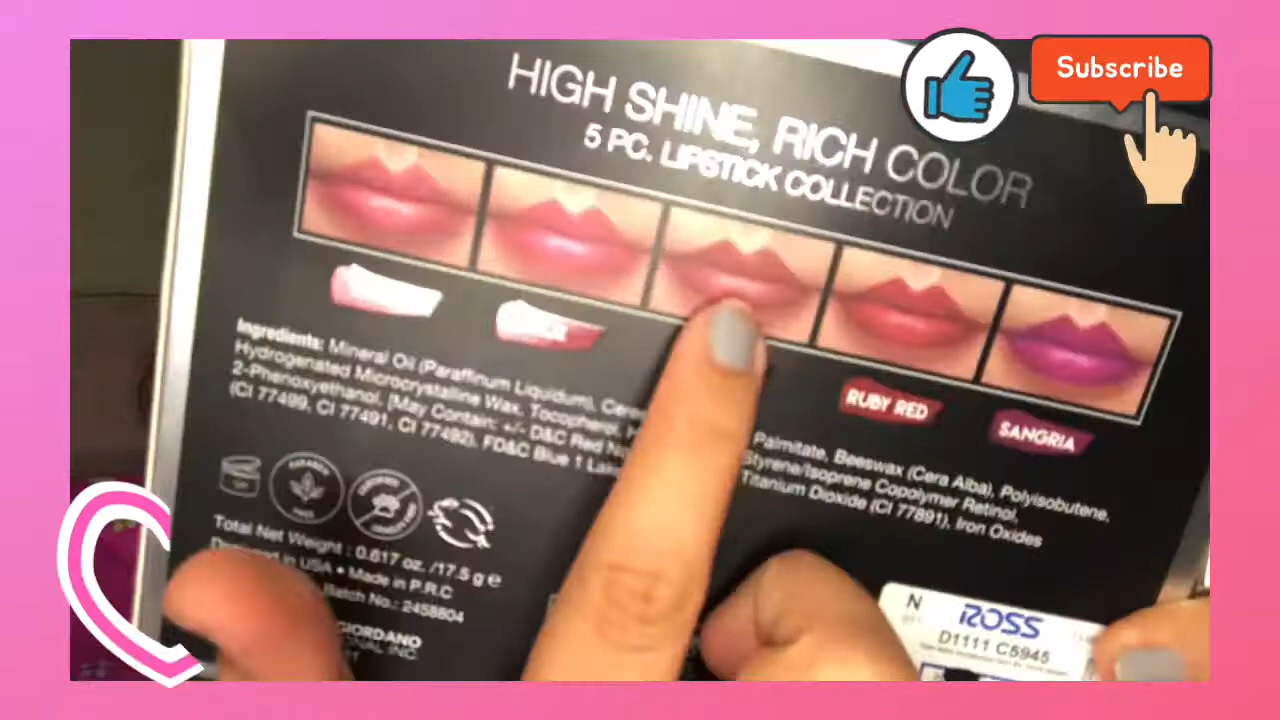 HIGH SHINE, RICH COLOR
5 PC. LIPSTICK COLLECTION
Subscribe
RUBY RED
SANGRIA
Ingredients: Mineral Oil (Paraffinum Liquidum), Palmitate, Beeswax (Cera Alba), Polyisobutene,
Hydrogenated Microcrystalline Wax, Tocopherol, Styrene/Isoprene Copolymer Retinol,
2-Phenoxyethanol, [May Contain: +/- D&C Red Titanium Dioxide (CI 77891), Iron Oxides
(CI 77499, CI 77491, CI 77492), FD&C Blue 1
Total Net Weight : 0.617 oz. /17.5 g e
in USA • Made in P.R.C
Batch No.: 2458804
GIORDANO
INC.
N
ROSS
D1111 C5945